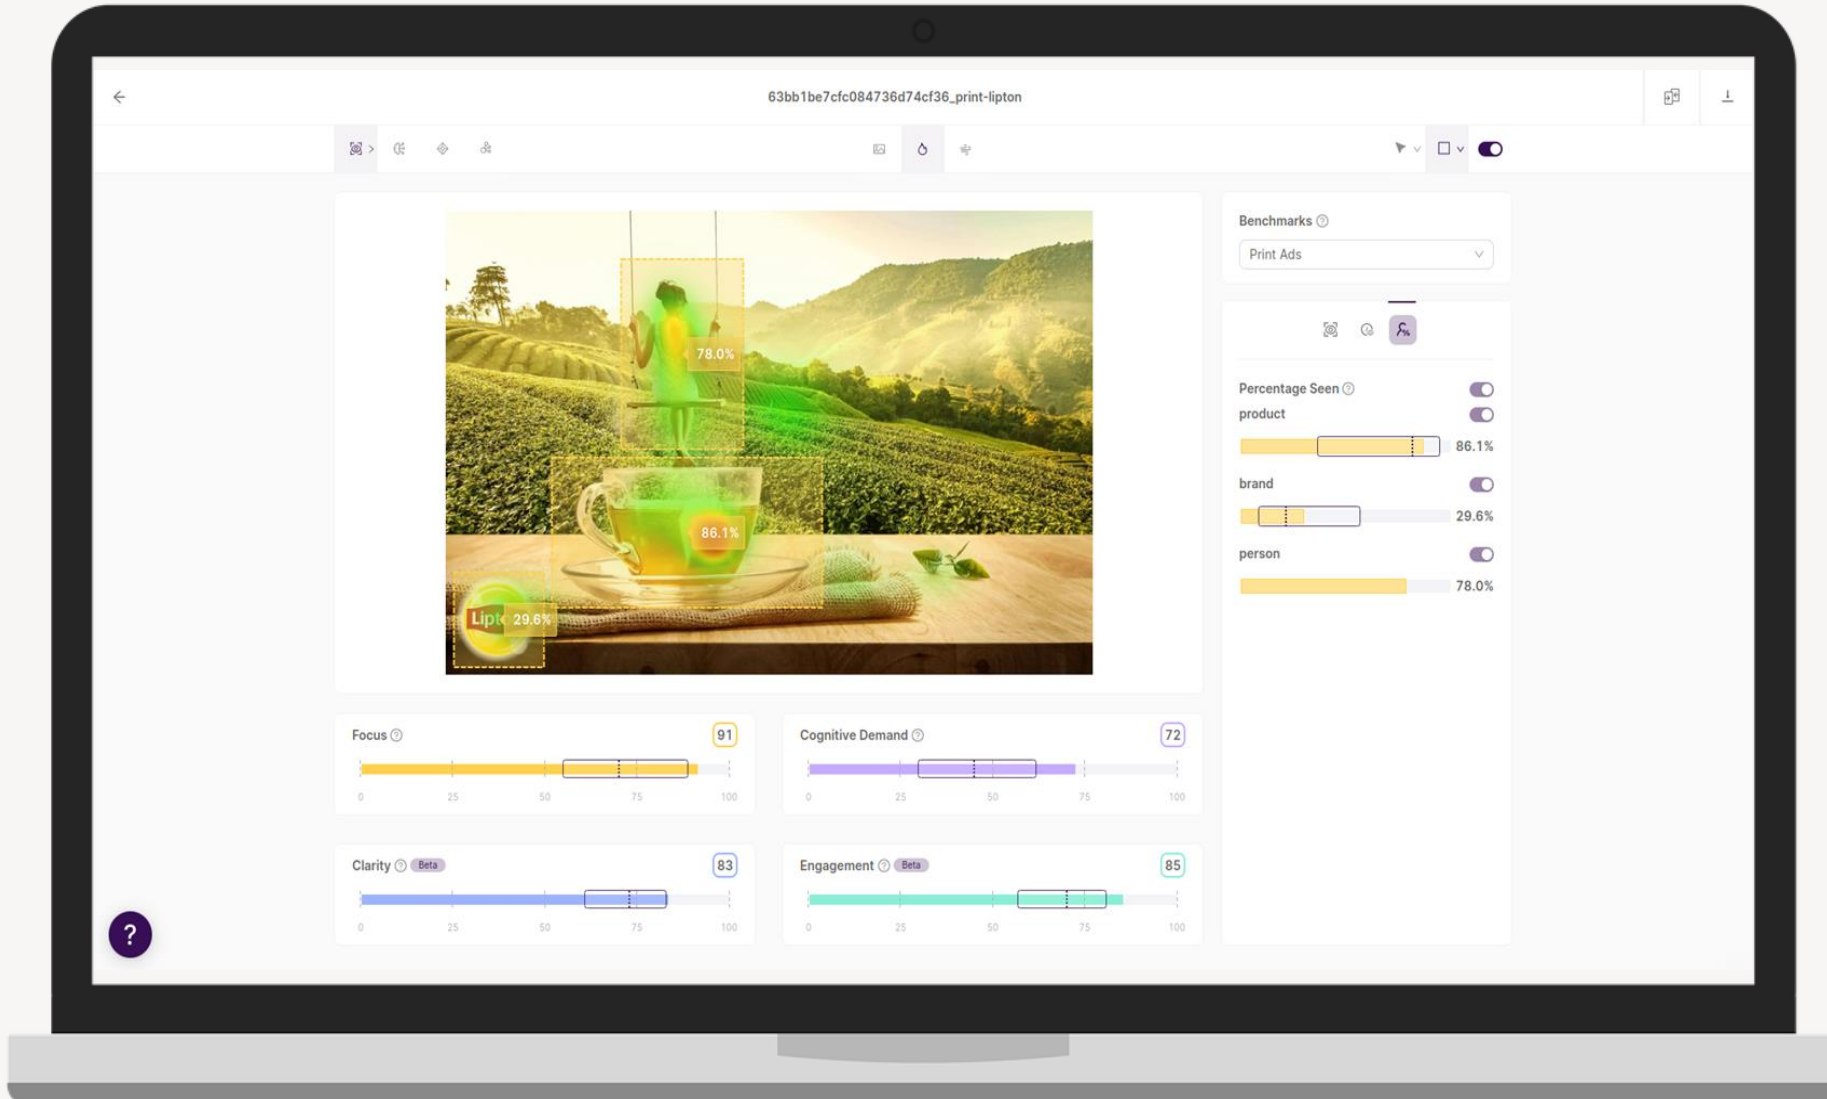 63bb1be7cfc084736d74cf36_print-lipton
Benchmarks
Print Ads
78.0%
86.1%
Lipt 29.6%
Percentage Seen
product
86.1%
brand
29.6%
person
78.0%
Focus 91
0 25 50 75 100
Cognitive Demand 72
0 25 50 75 100
Clarity Beta 83
0 25 50 75 100
Engagement Beta 85
0 25 50 75 100
?